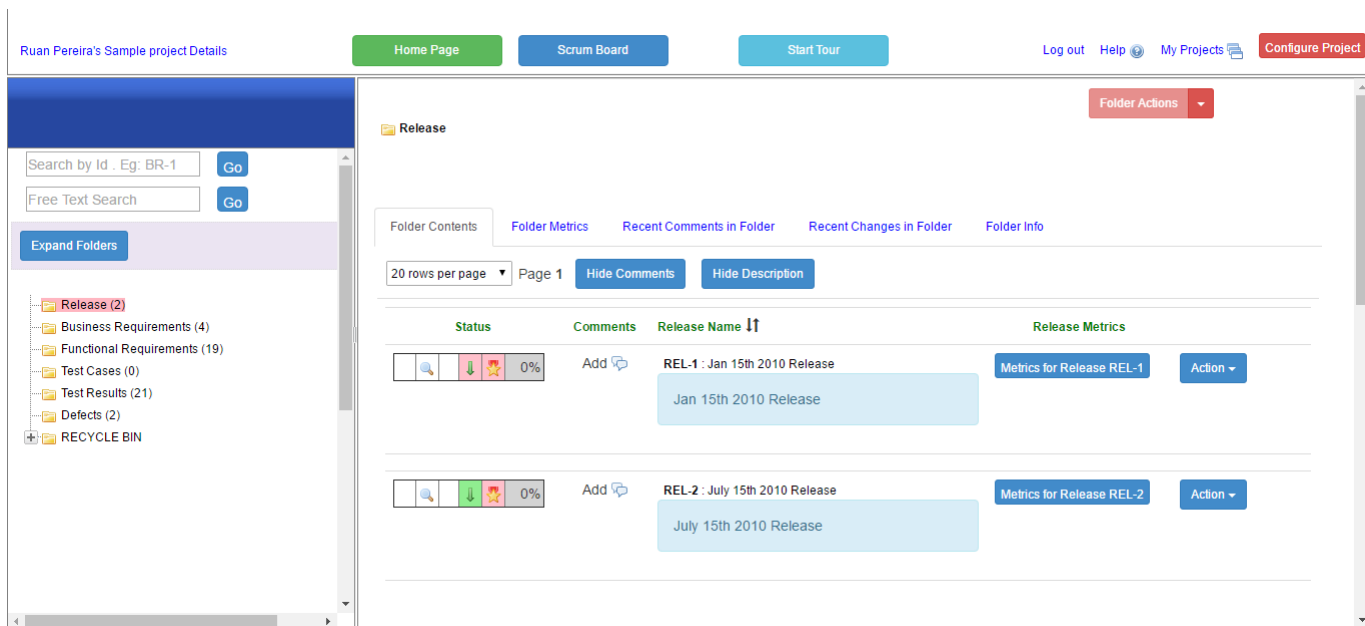 Ruan Pereira's Sample project Details
Home Page
Scrum Board
Start Tour
Log out
Help
My Projects
Configure Project
Search by Id . Eg: BR-1
Go
Free Text Search
Go
Expand Folders
Release (2)
Business Requirements (4)
Functional Requirements (19)
Test Cases (0)
Test Results (21)
Defects (2)
RECYCLE BIN
Folder Actions
Release
Folder Contents
Folder Metrics
Recent Comments in Folder
Recent Changes in Folder
Folder Info
20 rows per page
Page 1
Hide Comments
Hide Description
Status
Comments
Release Name
Release Metrics
0%
Add
REL-1 : Jan 15th 2010 Release
Metrics for Release REL-1
Action
Jan 15th 2010 Release
0%
Add
REL-2 : July 15th 2010 Release
Metrics for Release REL-2
Action
July 15th 2010 Release